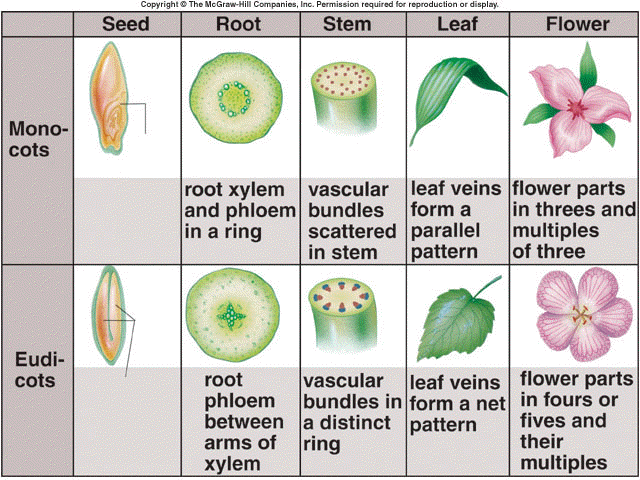 Copyright © The McGraw-Hill Companies, Inc. Permission required for reproduction or display.
Seed Root Stem Leaf Flower
Mono-
cots
root xylem
and phloem
in a ring
vascular
bundles
scattered
in stem
leaf veins
form a
parallel
pattern
flower parts
in threes and
multiples
of three
Eudi-
cots
root
phloem
between
arms of
xylem
vascular
bundles in
a distinct
ring
leaf veins
form a net
pattern
flower parts
in fours or
fives and
their
multiples